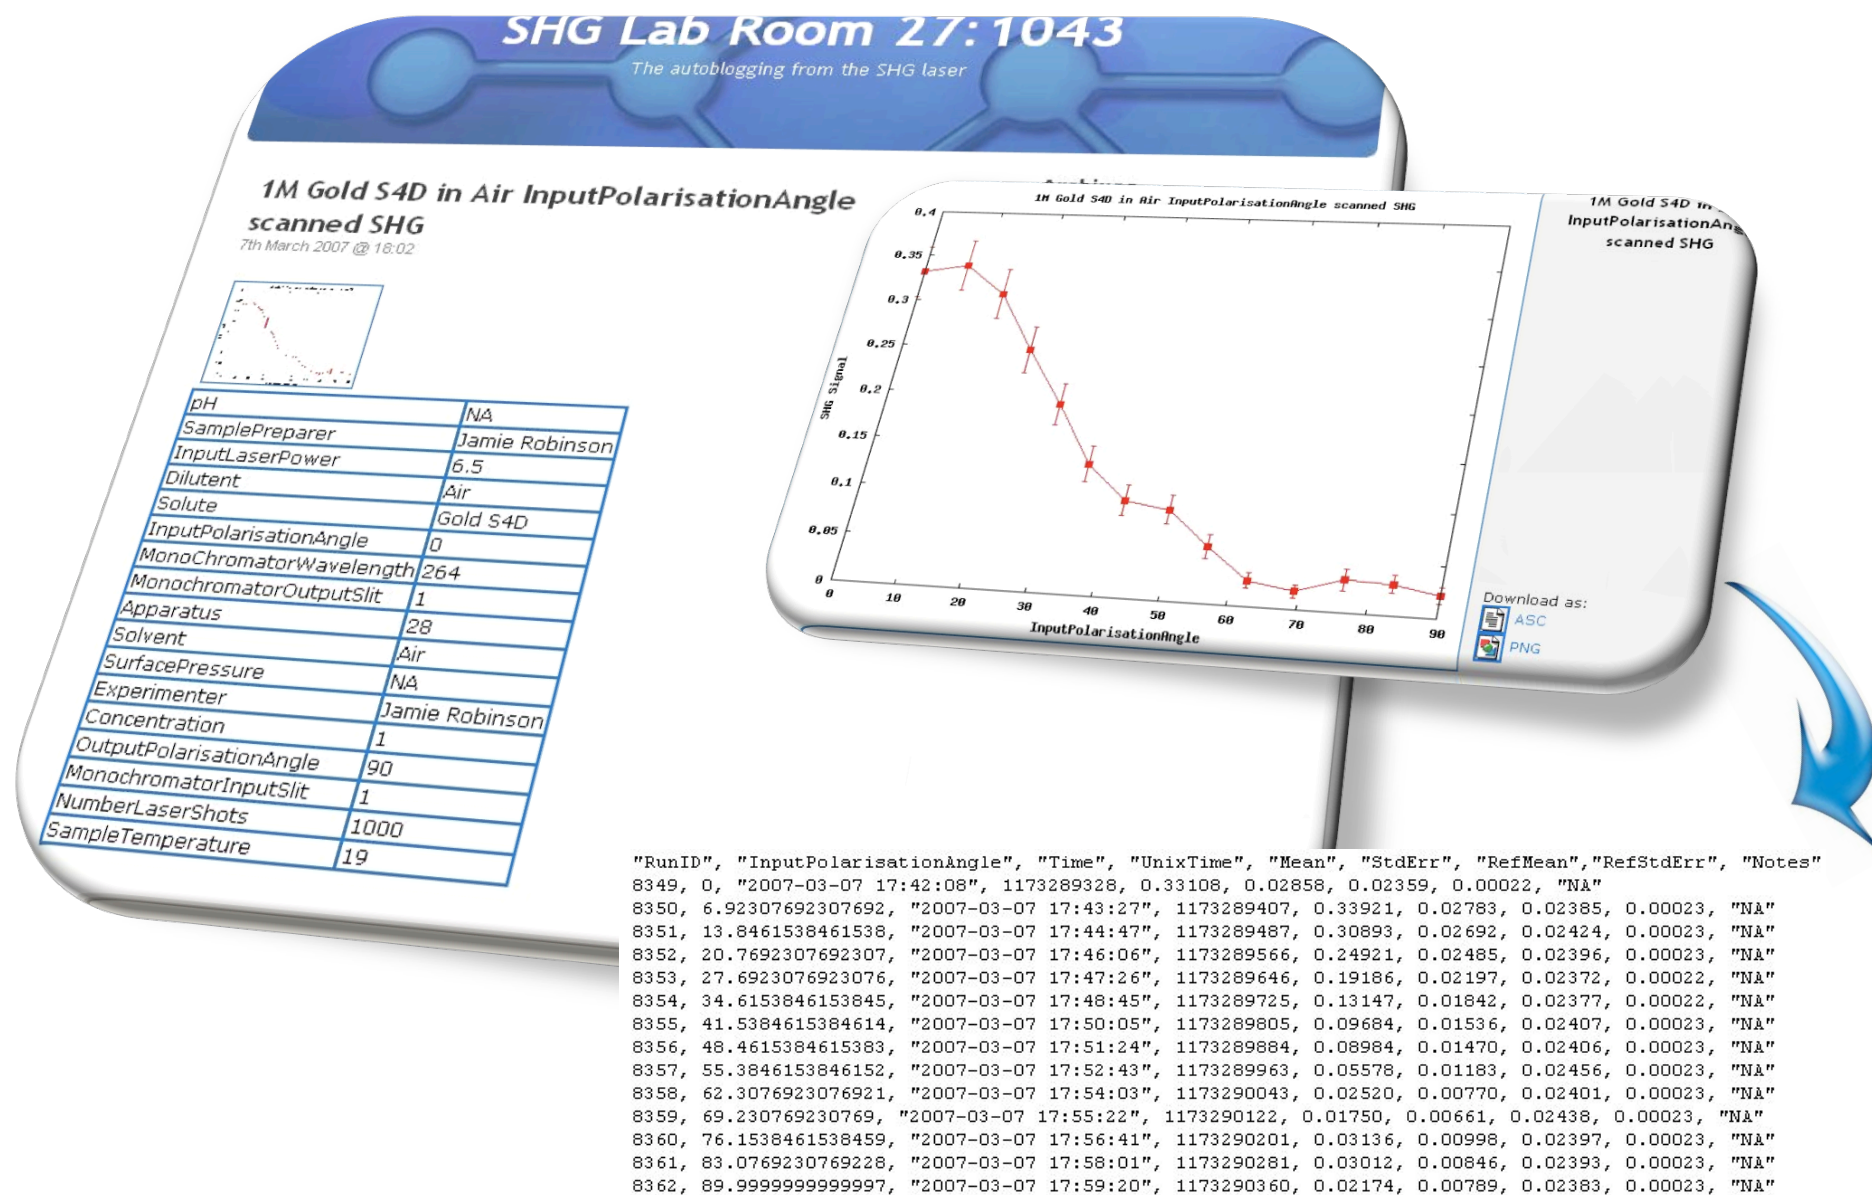 SHG Lab Room 27:1043
The autoblogging from the SHG laser
1M Gold S4D in Air InputPolarisationAngle
scanned SHG
7th March 2007 @ 18:02
pH NA
SamplePreparer Jamie Robinson
InputLaserPower 6.5
Dilutent Air
Solute Gold S4D
InputPolarisationAngle 0
MonoChromatorWavelength 264
MonochromatorOutputSlit 1
Apparatus 28
Solvent Air
SurfacePressure NA
Experimenter Jamie Robinson
Concentration 1
OutputPolarisationAngle 90
MonochromatorInputSlit 1
NumberLaserShots 1000
SampleTemperature 19
1M Gold S4D in Air InputPolarisationAngle scanned SHG
0.4
0.35
0.3
0.25
0.2
0.15
0.1
0.05
0
SHG Signal
0 10 20 30 40 50 60 70 80 90
InputPolarisationAngle
1M Gold S4D in
InputPolarisationAng
scanned SHG
Download as:
ASC
PNG
"RunID", "InputPolarisationAngle", "Time", "UnixTime", "Mean", "StdErr", "RefMean","RefStdErr", "Notes"
8349, 0, "2007-03-07 17:42:08", 1173289328, 0.33108, 0.02858, 0.02359, 0.00022, "NA"
8350, 6.92307692307692, "2007-03-07 17:43:27", 1173289407, 0.33921, 0.02783, 0.02385, 0.00023, "NA"
8351, 13.8461538461538, "2007-03-07 17:44:47", 1173289487, 0.30893, 0.02692, 0.02424, 0.00023, "NA"
8352, 20.7692307692307, "2007-03-07 17:46:06", 1173289566, 0.24921, 0.02485, 0.02396, 0.00023, "NA"
8353, 27.6923076923076, "2007-03-07 17:47:26", 1173289646, 0.19186, 0.02197, 0.02372, 0.00022, "NA"
8354, 34.6153846153845, "2007-03-07 17:48:45", 1173289725, 0.13147, 0.01842, 0.02377, 0.00022, "NA"
8355, 41.5384615384614, "2007-03-07 17:50:05", 1173289805, 0.09684, 0.01536, 0.02407, 0.00023, "NA"
8356, 48.4615384615383, "2007-03-07 17:51:24", 1173289884, 0.08984, 0.01470, 0.02406, 0.00023, "NA"
8357, 55.3846153846152, "2007-03-07 17:52:43", 1173289963, 0.05578, 0.01183, 0.02456, 0.00023, "NA"
8358, 62.3076923076921, "2007-03-07 17:54:03", 1173290043, 0.02520, 0.00770, 0.02401, 0.00023, "NA"
8359, 69.230769230769, "2007-03-07 17:55:22", 1173290122, 0.01750, 0.00661, 0.02438, 0.00023, "NA"
8360, 76.1538461538459, "2007-03-07 17:56:41", 1173290201, 0.03136, 0.00998, 0.02397, 0.00023, "NA"
8361, 83.0769230769228, "2007-03-07 17:58:01", 1173290281, 0.03012, 0.00846, 0.02393, 0.00023, "NA"
8362, 89.9999999999997, "2007-03-07 17:59:20", 1173290360, 0.02174, 0.00789, 0.02383, 0.00023, "NA"